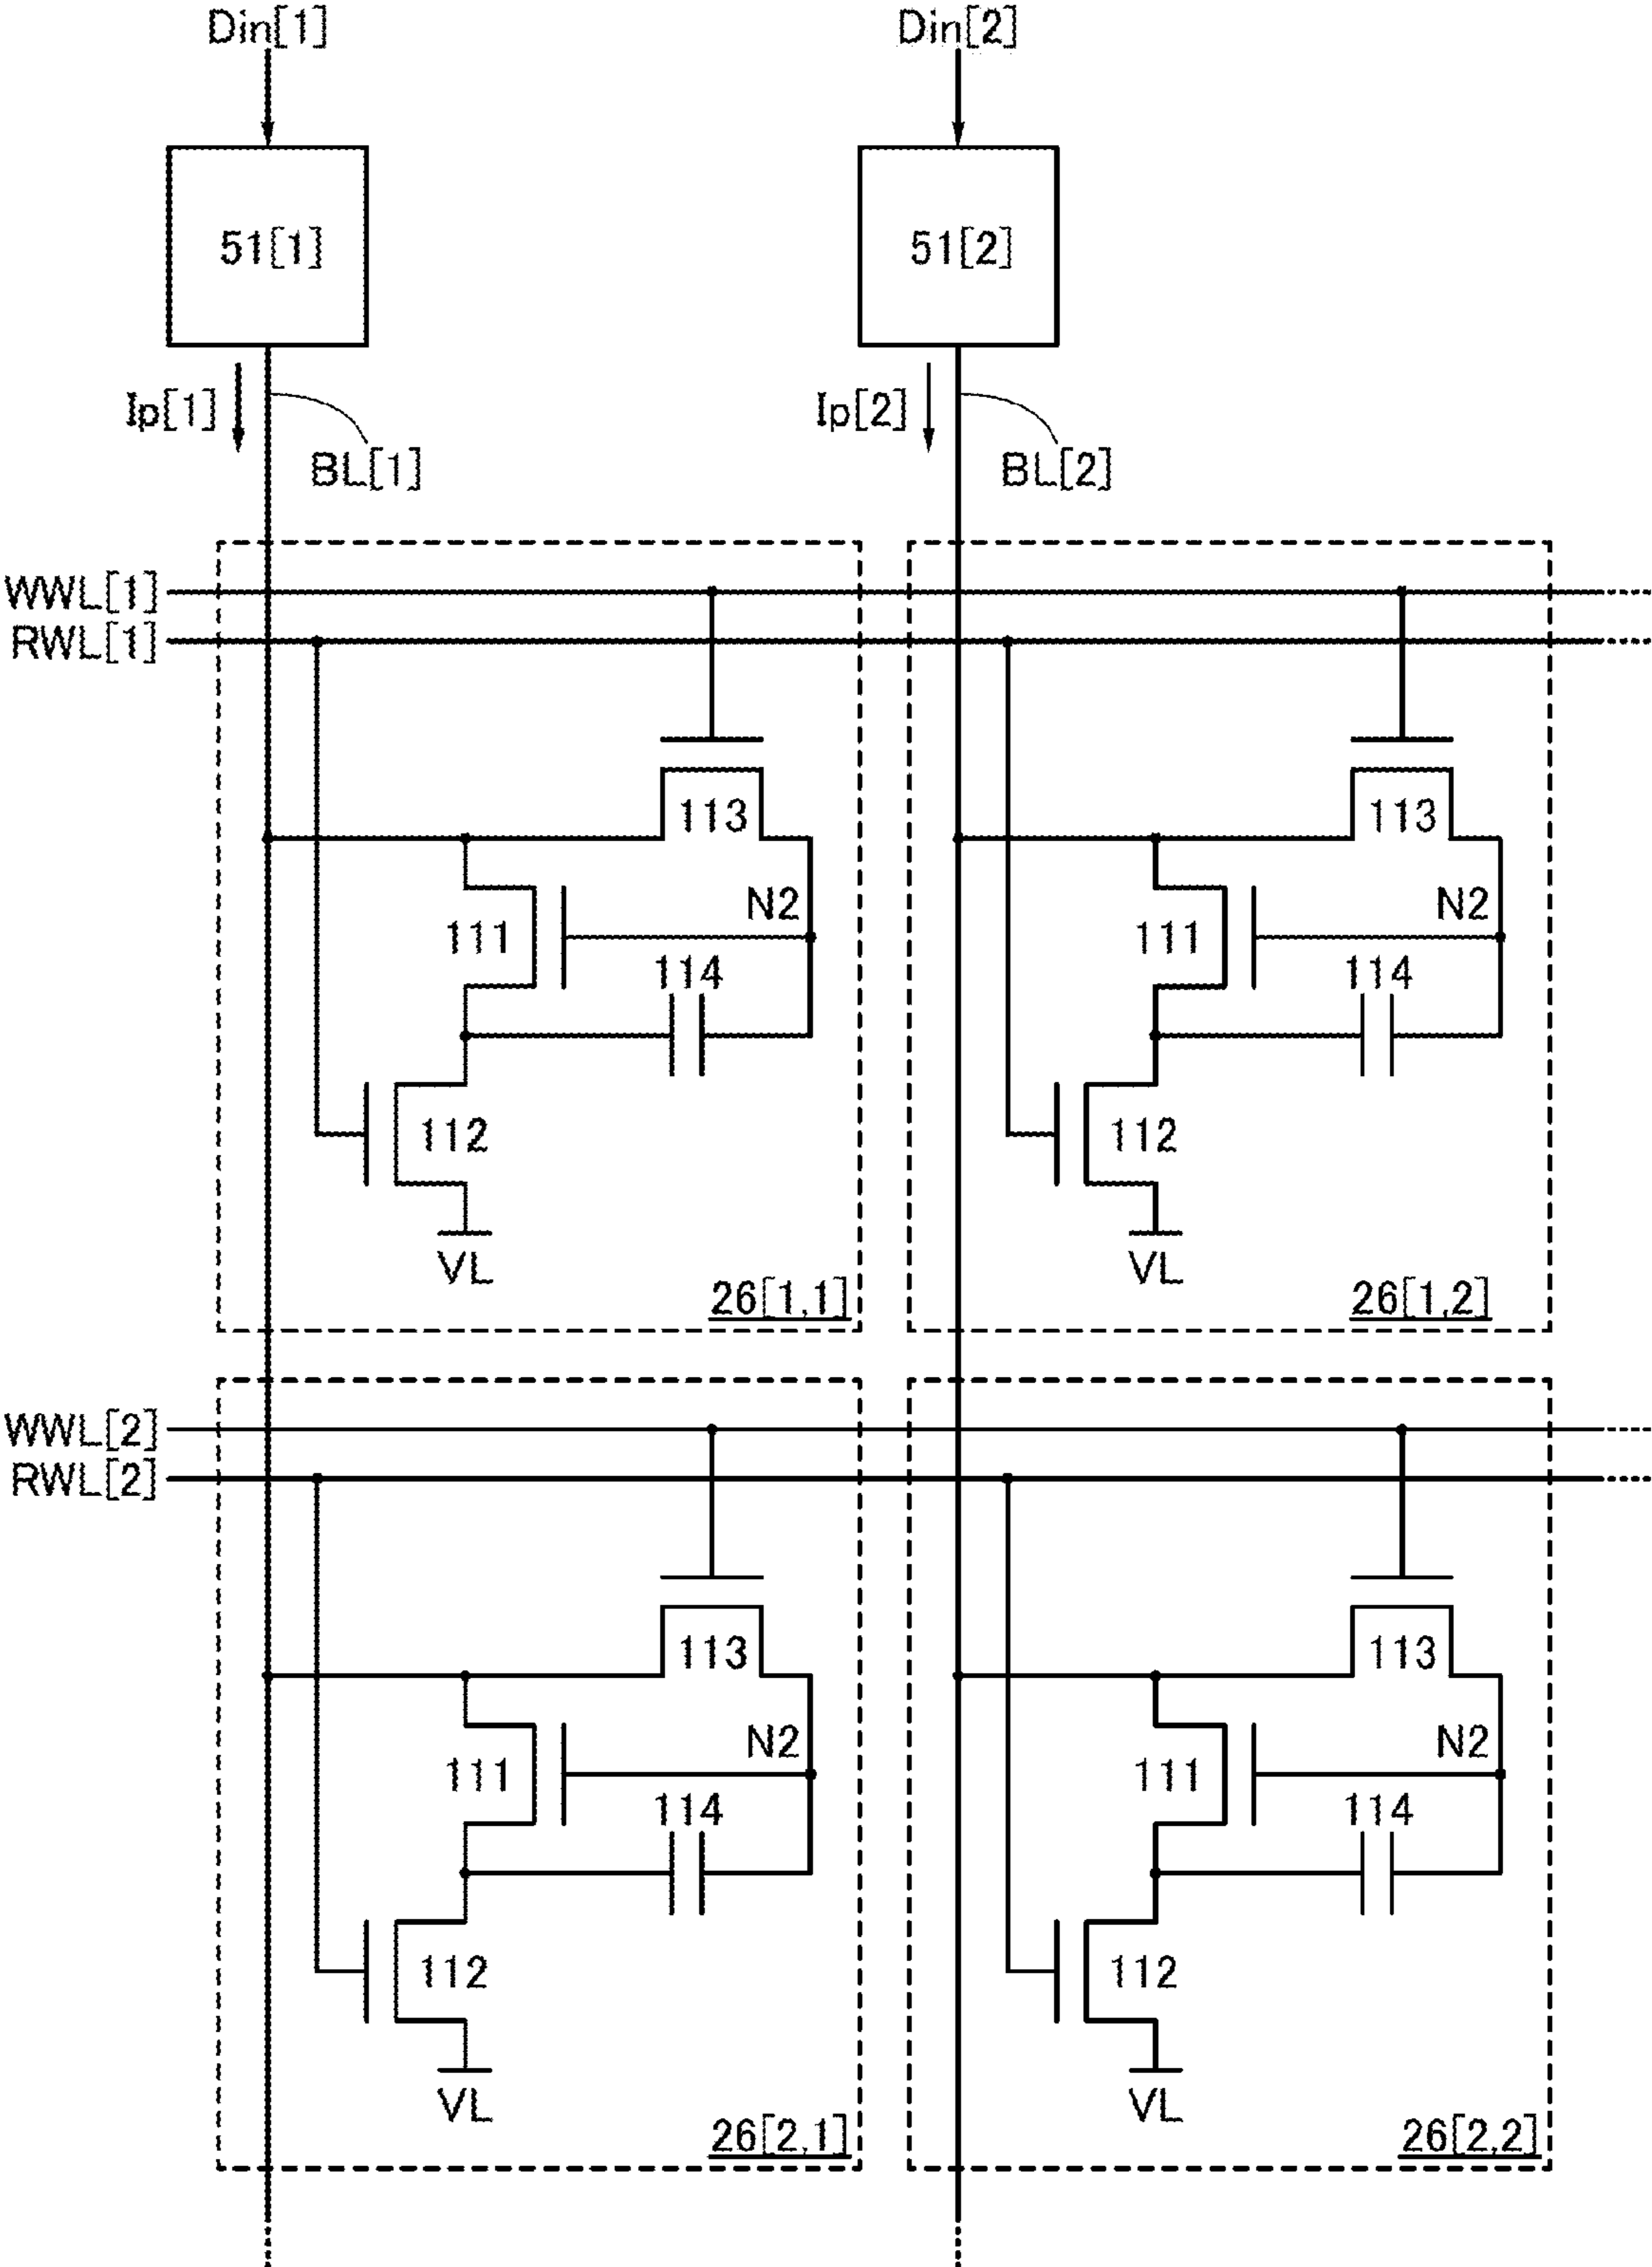 Din[1] Din[2]
51[1] 51[2]
Ip[1] Ip[2]
BL[1] BL[2]
WWL[1]
RWL[1]
113 113
N2 N2
111 111
114 114
112 112
VL VL
26[1,1] 26[1,2]
WWL[2]
RWL[2]
113 113
N2 N2
111 111
114 114
112 112
VL VL
26[2,1] 26[2,2]